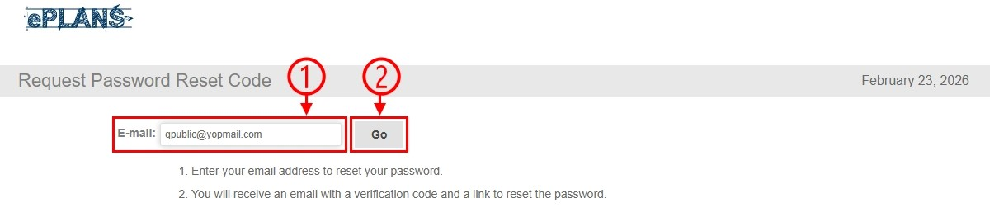 ePLANS
Request Password Reset Code 1 2 February 23, 2026
E-mail: qpublic@yopmail.com Go
1. Enter your email address to reset your password.
2. You will receive an email with a verification code and a link to reset the password.